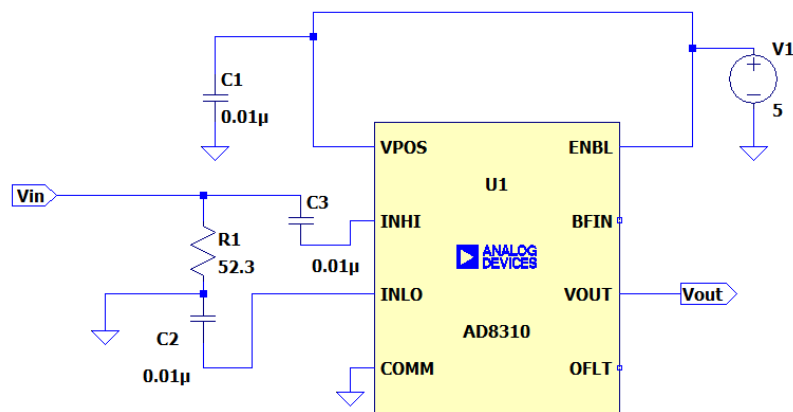 V1
C1
0.01µ
5
VPOS
ENBL
U1
Vin
C3
INHI
BFIN
R1
ANALOG
DEVICES
52.3
0.01µ
INLO
VOUT
Vout
C2
AD8310
0.01µ
COMM
OFLT